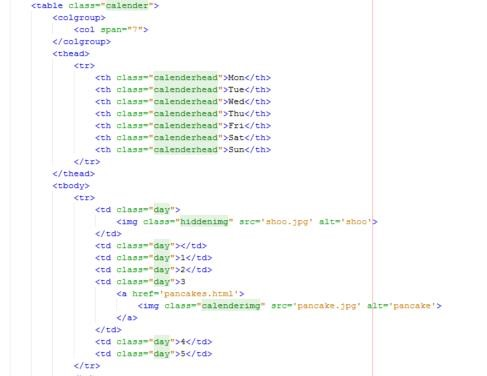 <table class="calender">
<colgroup>
<col span="7">
</colgroup>
<thead>
<tr>
<th class="calenderhead">Mon</th>
<th class="calenderhead">Tue</th>
<th class="calenderhead">Wed</th>
<th class="calenderhead">Thu</th>
<th class="calenderhead">Fri</th>
<th class="calenderhead">Sat</th>
<th class="calenderhead">Sun</th>
</tr>
</thead>
<tbody>
<tr>
<td class="day">
<img class="hiddenimg" src='shoo.jpg' alt='shoo'>
</td>
<td class="day"></td>
<td class="day">1</td>
<td class="day">2</td>
<td class="day">3
<a href='pancakes.html'>
<img class="calenderimg" src='pancake.jpg' alt='pancake'>
</a>
</td>
<td class="day">4</td>
<td class="day">5</td>
</tr>